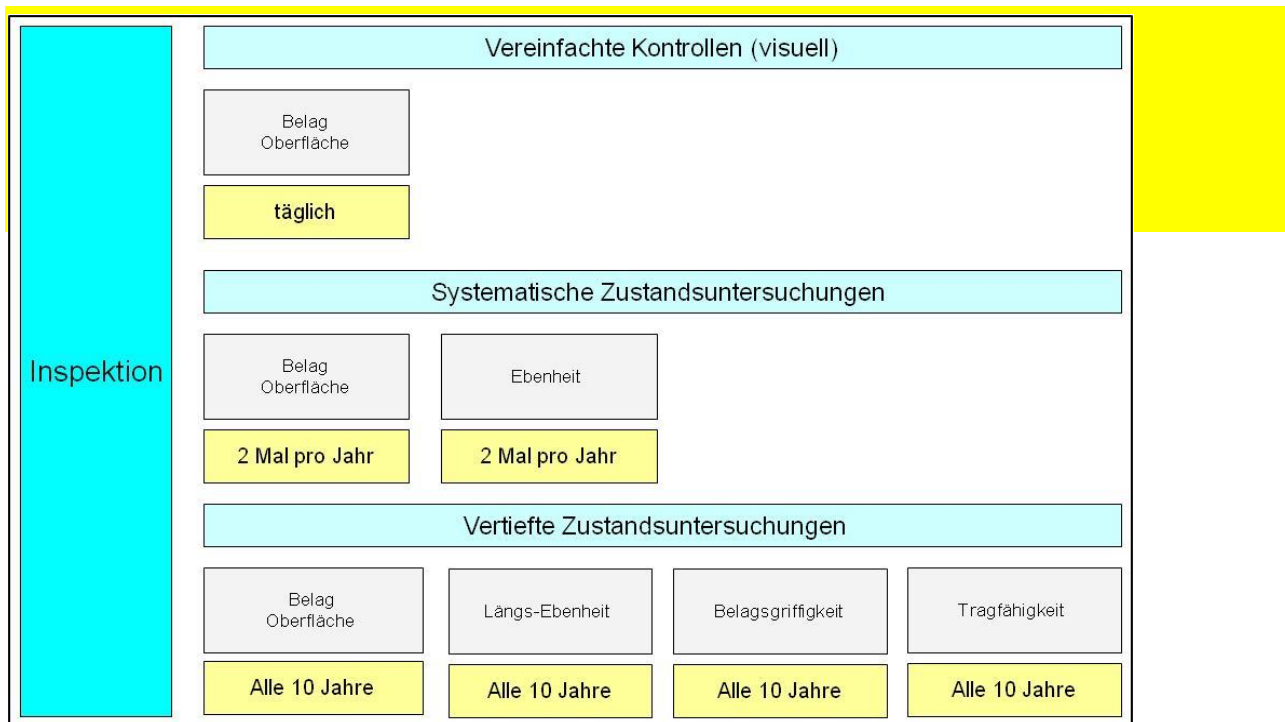 Inspektion
Vereinfachte Kontrollen (visuell)
Belag
Oberfläche
täglich
Systematische Zustandsuntersuchungen
Belag
Oberfläche
Ebenheit
2 Mal pro Jahr
2 Mal pro Jahr
Vertiefte Zustandsuntersuchungen
Belag
Oberfläche
Längs-Ebenheit
Belagsgriffigkeit
Tragfähigkeit
Alle 10 Jahre
Alle 10 Jahre
Alle 10 Jahre
Alle 10 Jahre